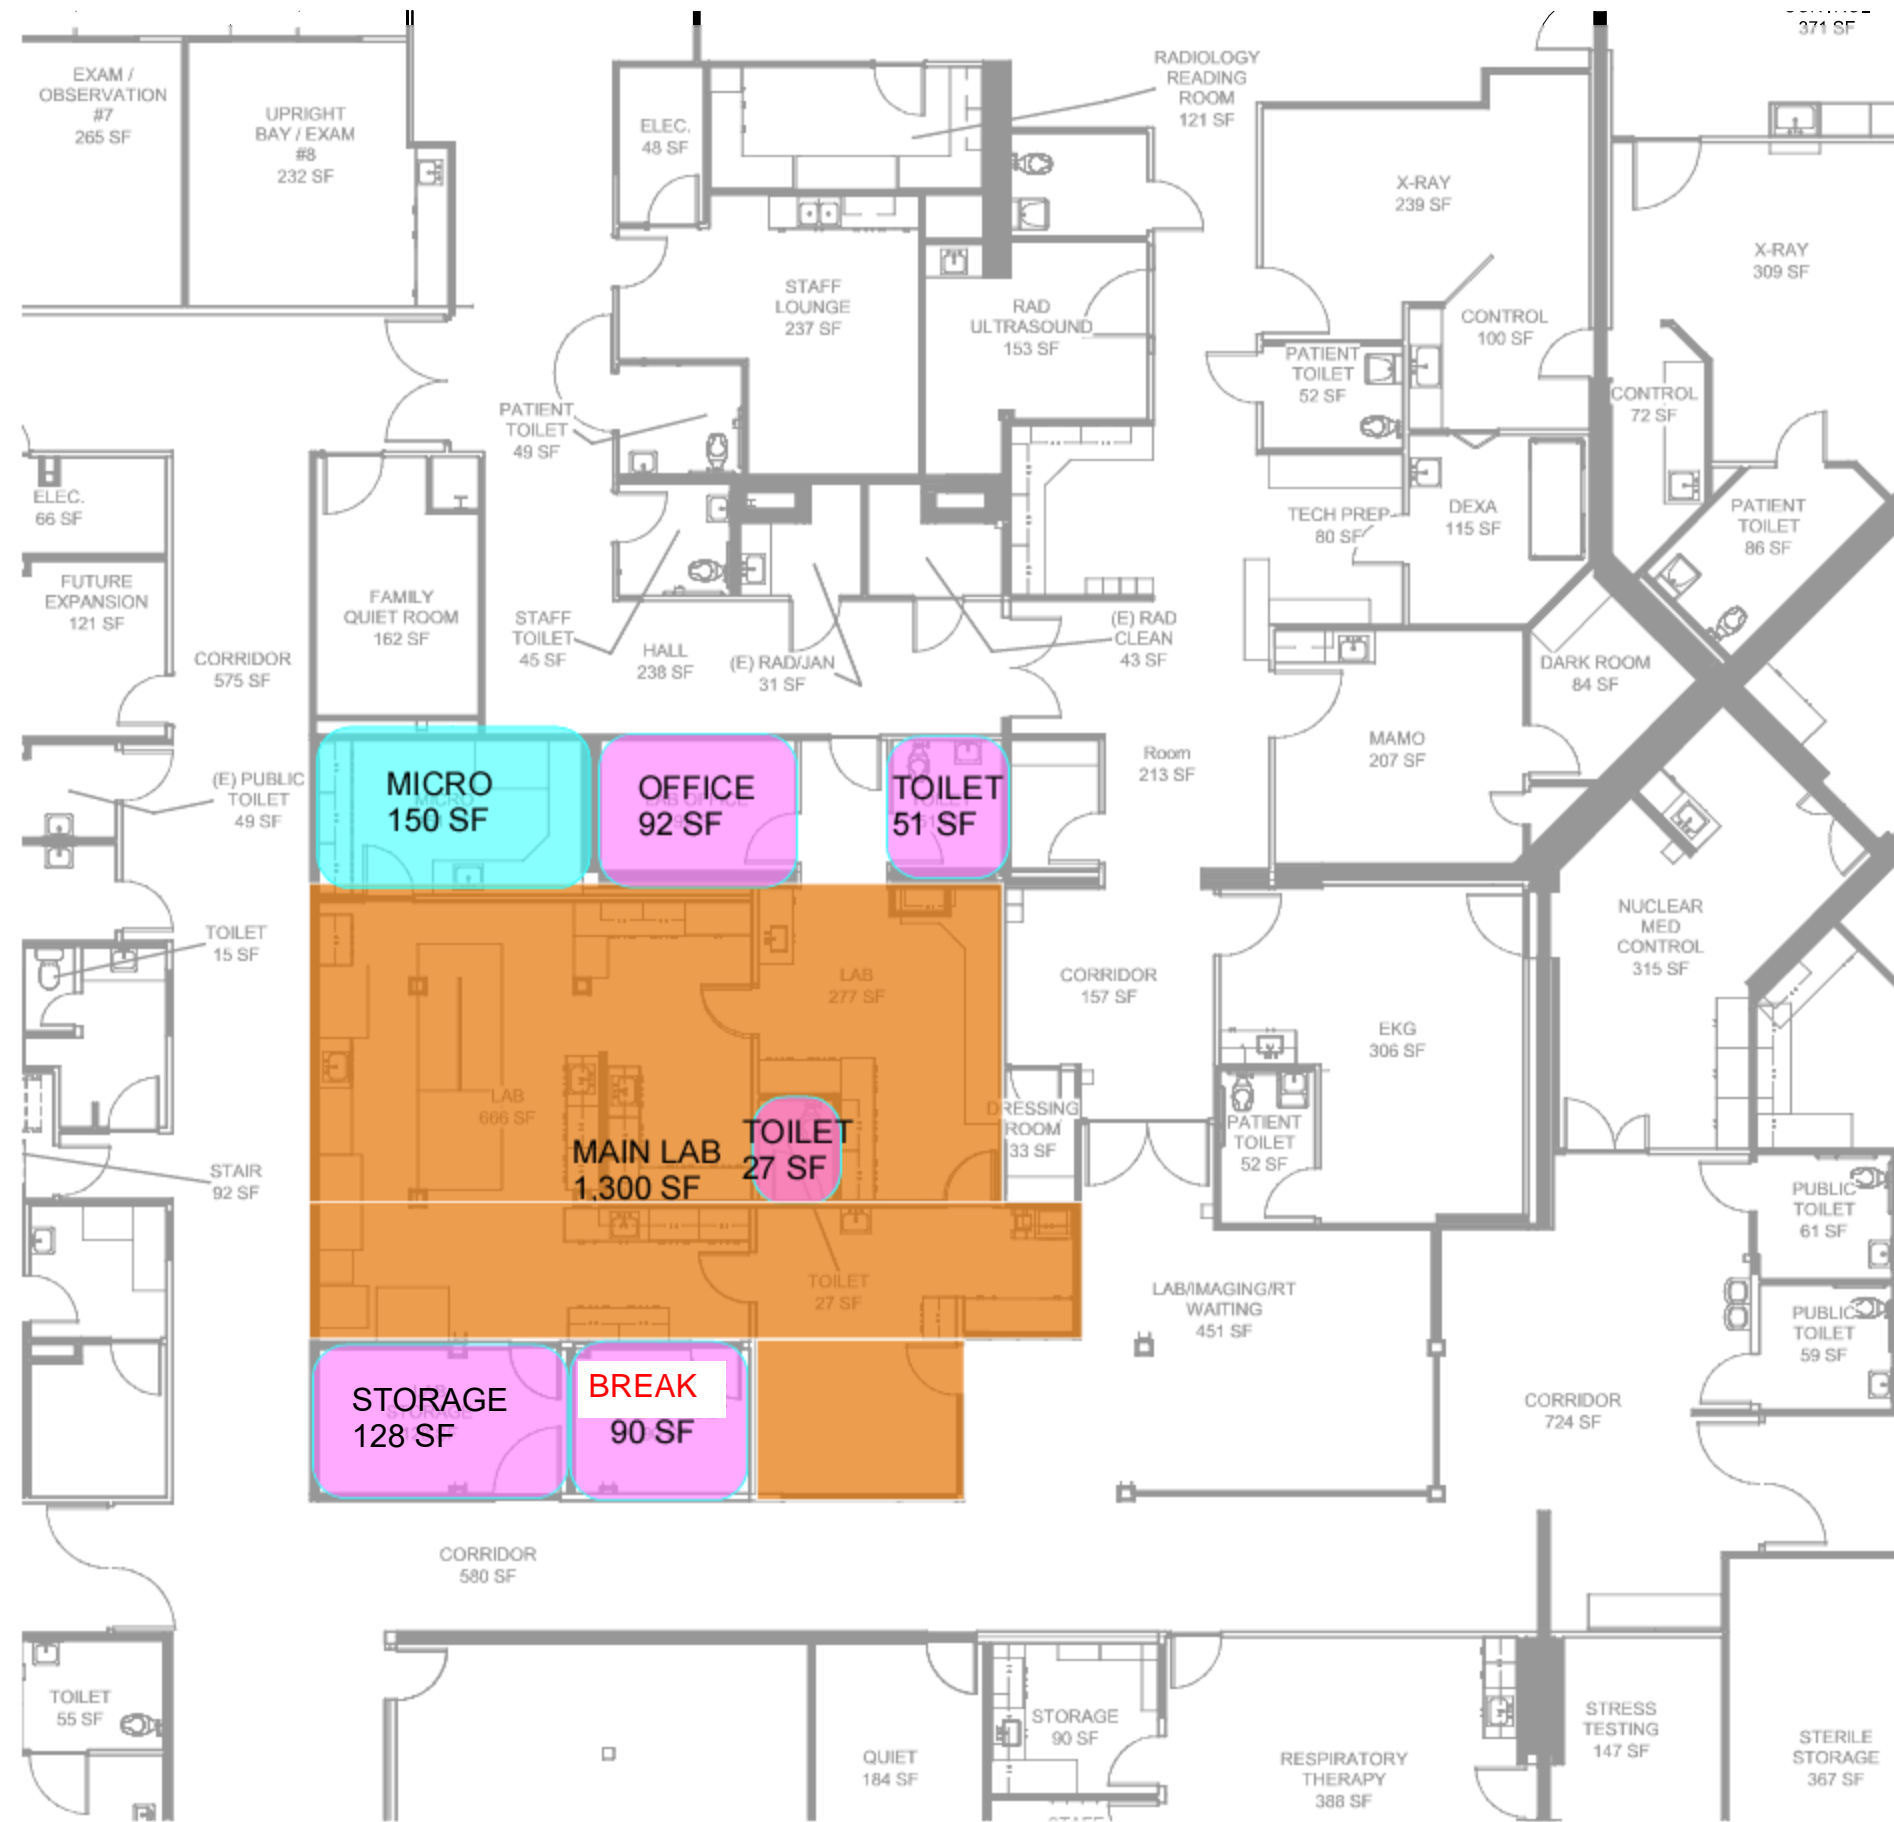 371 SF
EXAM /
OBSERVATION
#7
265 SF
UPRIGHT
BAY / EXAM
#8
232 SF
ELEC.
48 SF
RADIOLOGY
READING
ROOM
121 SF
X-RAY
239 SF
X-RAY
309 SF
STAFF
LOUNGE
237 SF
RAD
ULTRASOUND
153 SF
CONTROL
100 SF
PATIENT
TOILET
52 SF
CONTROL
72 SF
PATIENT
TOILET
49 SF
ELEC.
66 SF
TECH PREP
80 SF
DEXA
115 SF
PATIENT
TOILET
86 SF
FUTURE
EXPANSION
121 SF
FAMILY
QUIET ROOM
162 SF
STAFF
TOILET
45 SF
HALL
238 SF
(E) RAD/JAN
31 SF
(E) RAD
CLEAN
43 SF
CORRIDOR
575 SF
DARK ROOM
84 SF
MAMO
207 SF
Room
213 SF
(E) PUBLIC
TOILET
49 SF
MICRO
150 SF
OFFICE
92 SF
TOILET
51 SF
TOILET
15 SF
LAB
277 SF
CORRIDOR
157 SF
NUCLEAR
MED
CONTROL
315 SF
EKG
306 SF
LAB
666 SF
DRESSING
ROOM
33 SF
PATIENT
TOILET
52 SF
MAIN LAB
1,300 SF
TOILET
27 SF
STAIR
92 SF
PUBLIC
TOILET
61 SF
TOILET
27 SF
LAB/IMAGING/RT
WAITING
451 SF
PUBLIC
TOILET
59 SF
STORAGE
128 SF
BREAK
90 SF
CORRIDOR
724 SF
CORRIDOR
580 SF
TOILET
55 SF
QUIET
184 SF
STORAGE
90 SF
RESPIRATORY
THERAPY
388 SF
STRESS
TESTING
147 SF
STERILE
STORAGE
367 SF